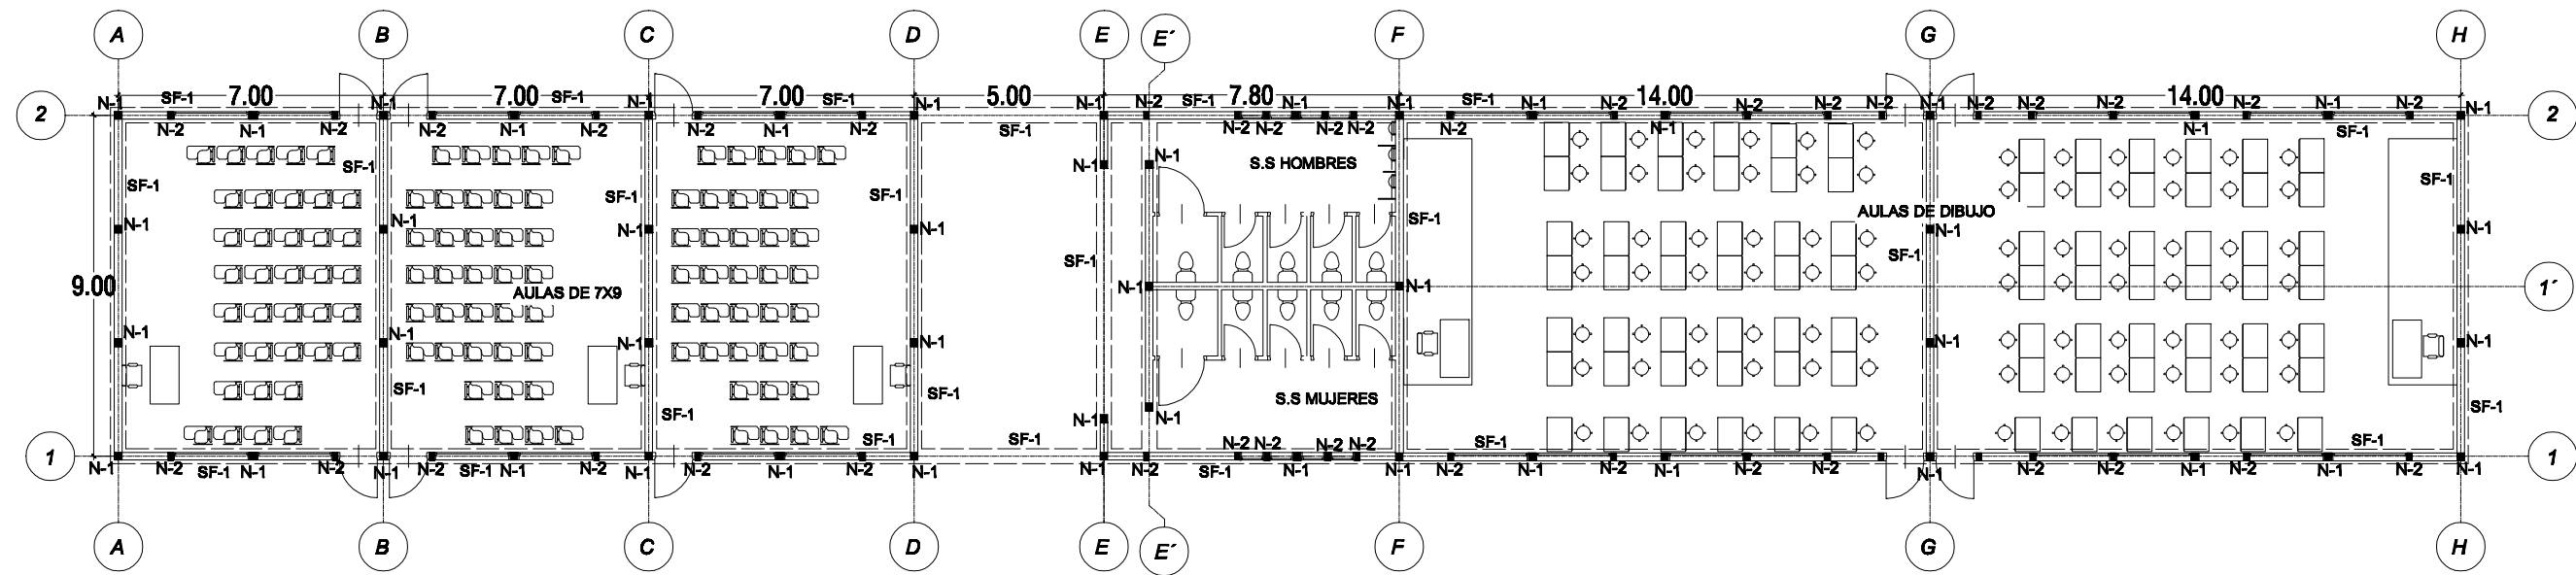 A B C D E E´ F G H
7.00 7.00 7.00 5.00 7.80 14.00 14.00
N-1 SF-1 N-1 SF-1 N-1 SF-1 N-1 N-1 N-2 SF-1 N-1 N-1 SF-1 N-1 N-2 N-2 N-1 N-2 N-2 N-1 N-2 N-2 N-2 N-1 N-2 N-1
2 2
N-2 N-1 N-2 N-2 N-1 N-2 N-1 N-2 SF-1 N-2 N-2 N-2 N-2 N-2 N-1 N-1 SF-1
SF-1 N-1 N-1 S.S HOMBRES
SF-1 SF-1 SF-1 SF-1
SF-1 AULAS DE DIBUJO
N-1 N-1 N-1 N-1 N-1 N-1
SF-1 SF-1
9.00 AULAS DE 7X9 N-1 N-1 1´
N-1 N-1 N-1 N-1 N-1 N-1
SF-1 SF-1 S.S MUJERES
SF-1 N-1 N-1 SF-1
SF-1 SF-1 N-2 N-2 N-2 N-2 SF-1 SF-1
1 1
N-1 N-2 SF-1 N-1 N-2 N-1 N-2 SF-1 N-1 N-2 N-1 N-2 N-1 N-2 N-1 N-1 N-2 SF-1 N-1 N-1 N-2 N-1 N-2 N-1 N-2 N-2 N-1 N-2 N-2 N-1 N-2 N-1 N-2 N-1
A B C D E E´ F G H